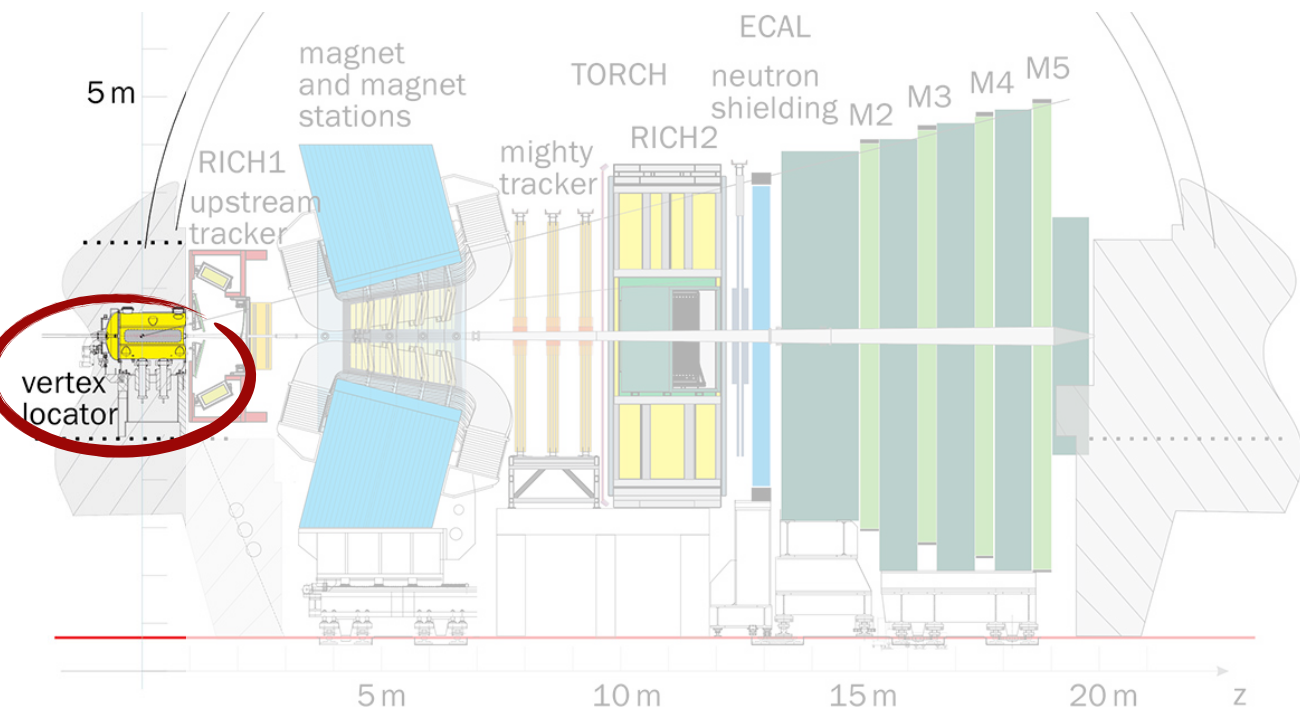 ECAL
magnet
and magnet
stations
TORCH
neutron
shielding
M2
M3
M4
M5
5 m
RICH1
upstream
tracker
mighty
tracker
RICH2
vertex
locator
5 m
10 m
15 m
20 m
z